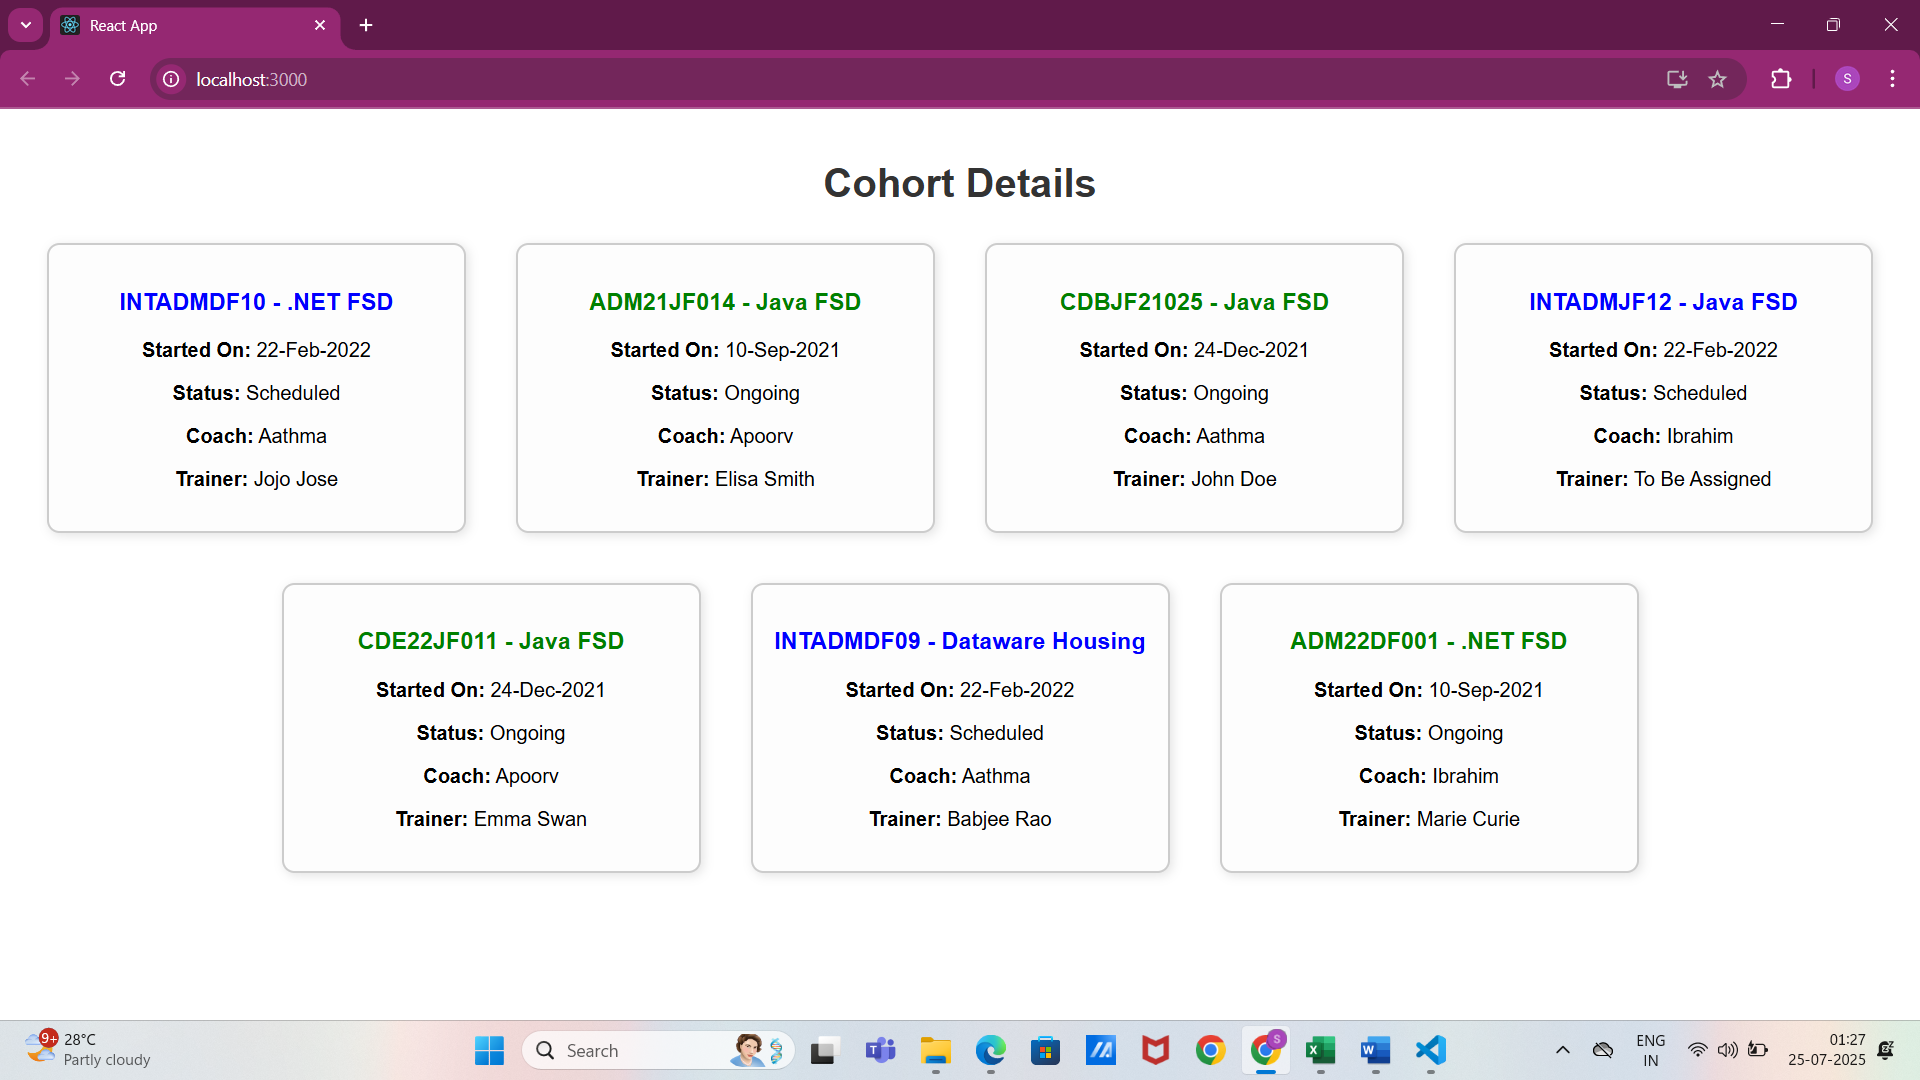 React App
localhost:3000
S
Cohort Details
INTADMDF10 - .NET FSD
Started On: 22-Feb-2022
Status: Scheduled
Coach: Aathma
Trainer: Jojo Jose
ADM21JF014 - Java FSD
Started On: 10-Sep-2021
Status: Ongoing
Coach: Apoorv
Trainer: Elisa Smith
CDBJF21025 - Java FSD
Started On: 24-Dec-2021
Status: Ongoing
Coach: Aathma
Trainer: John Doe
INTADMJF12 - Java FSD
Started On: 22-Feb-2022
Status: Scheduled
Coach: Ibrahim
Trainer: To Be Assigned
CDE22JF011 - Java FSD
Started On: 24-Dec-2021
Status: Ongoing
Coach: Apoorv
Trainer: Emma Swan
INTADMDF09 - Dataware Housing
Started On: 22-Feb-2022
Status: Scheduled
Coach: Aathma
Trainer: Babjee Rao
ADM22DF001 - .NET FSD
Started On: 10-Sep-2021
Status: Ongoing
Coach: Ibrahim
Trainer: Marie Curie
9+
28°C
Partly cloudy
Search
S
ENG
IN
01:27
25-07-2025